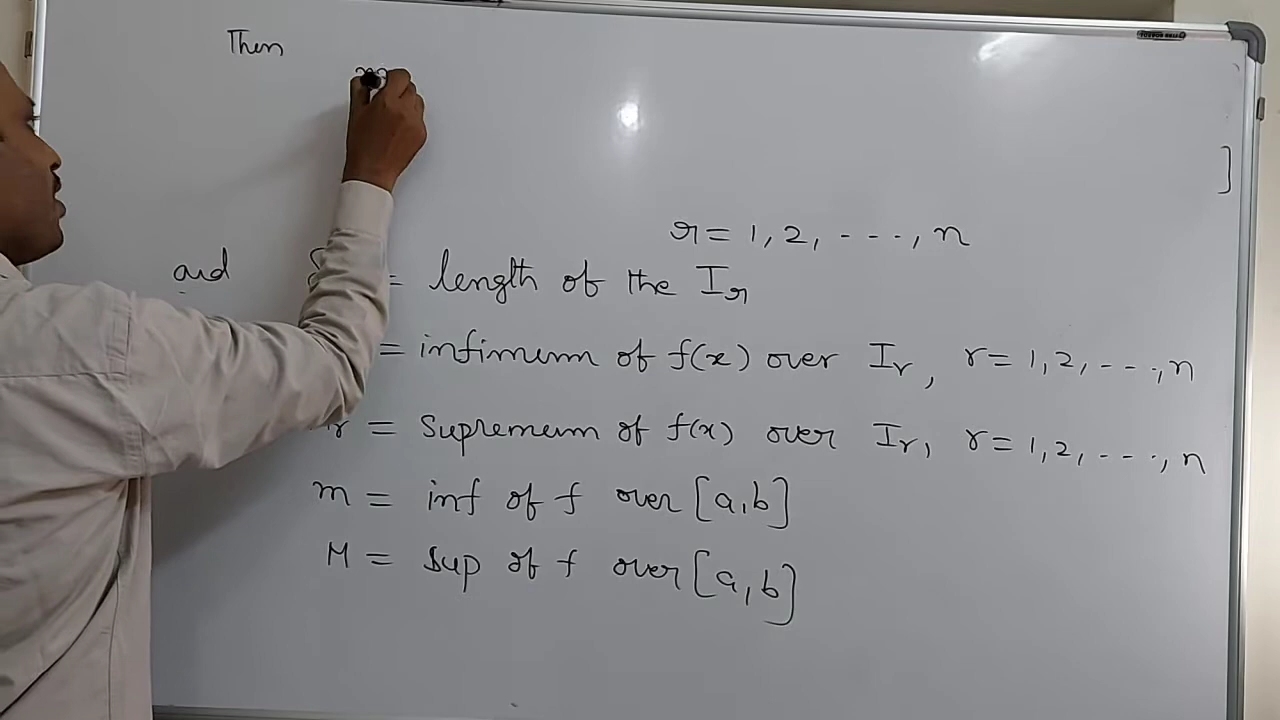 Then
]
r = 1, 2, - - -, n
and = length of the Ir
= infimum of f(x) over Ir, r = 1, 2, - - -, n
r = Supremum of f(x) over Ir, r = 1, 2, - - -, n
m = inf of f over [a, b]
M = Sup of f over [a, b]